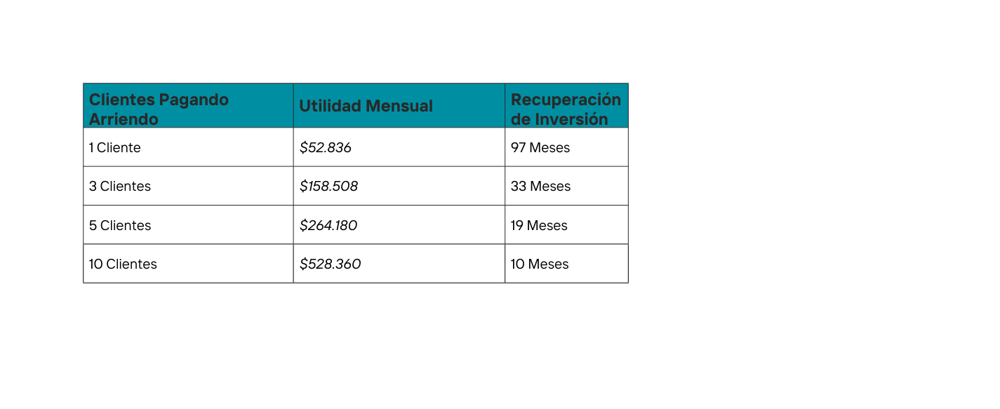 Clientes Pagando Arriendo
Utilidad Mensual
Recuperación de Inversión
1 Cliente
$52.836
97 Meses
3 Clientes
$158.508
33 Meses
5 Clientes
$264.180
19 Meses
10 Clientes
$528.360
10 Meses